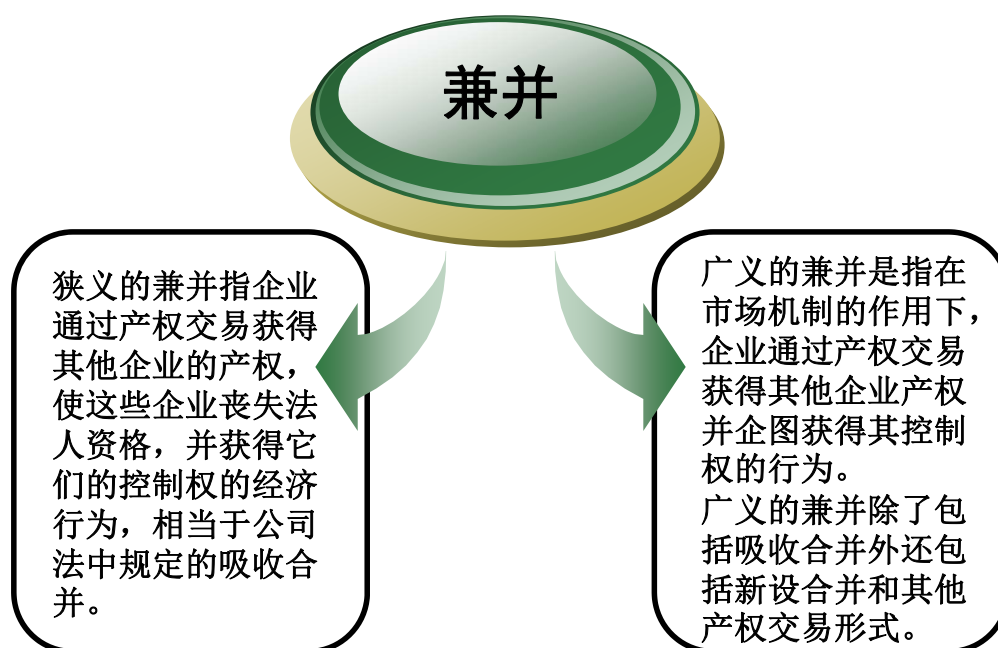 兼并
狭义的兼并指企业
通过产权交易获得
其他企业的产权，
使这些企业丧失法
人资格，并获得它
们的控制权的经济
行为，相当于公司
法中规定的吸收合
并。
广义的兼并是指在
市场机制的作用下，
企业通过产权交易
获得其他企业产权
并企图获得其控制
权的行为。
广义的兼并除了包
括吸收合并外还包
括新设合并和其他
产权交易形式。